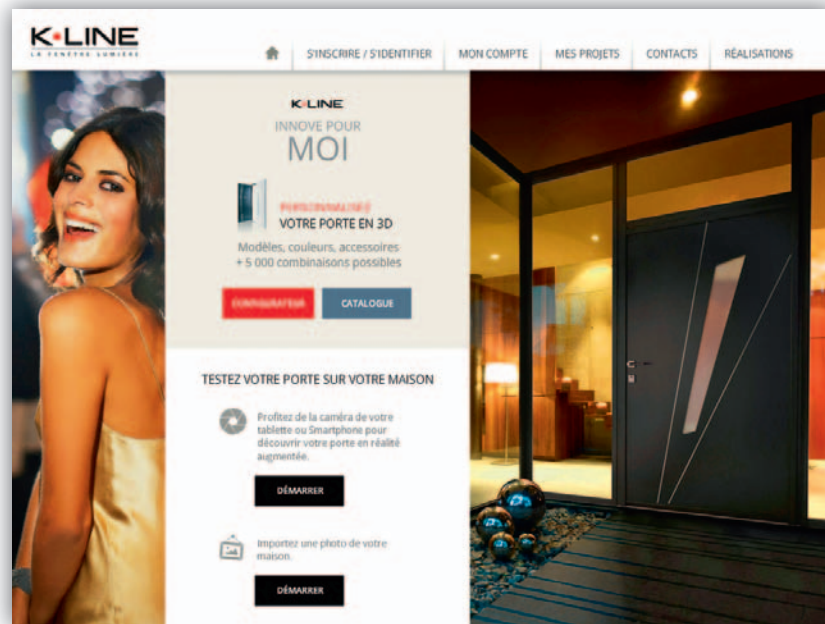 K•LINE
LA FENÊTRE LUMIÈRE
S'INSCRIRE / S'IDENTIFIER
MON COMPTE
MES PROJETS
CONTACTS
RÉALISATIONS
K•LINE
INNOVE POUR
MOI
PERSONNALISEZ
VOTRE PORTE EN 3D
Modèles, couleurs, accessoires
+ 5 000 combinaisons possibles
CONFIGURATEUR
CATALOGUE
TESTEZ VOTRE PORTE SUR VOTRE MAISON
Profitez de la caméra de votre
tablette ou Smartphone pour
découvrir votre porte en réalité
augmentée.
DÉMARRER
Importez une photo de votre
maison.
DÉMARRER